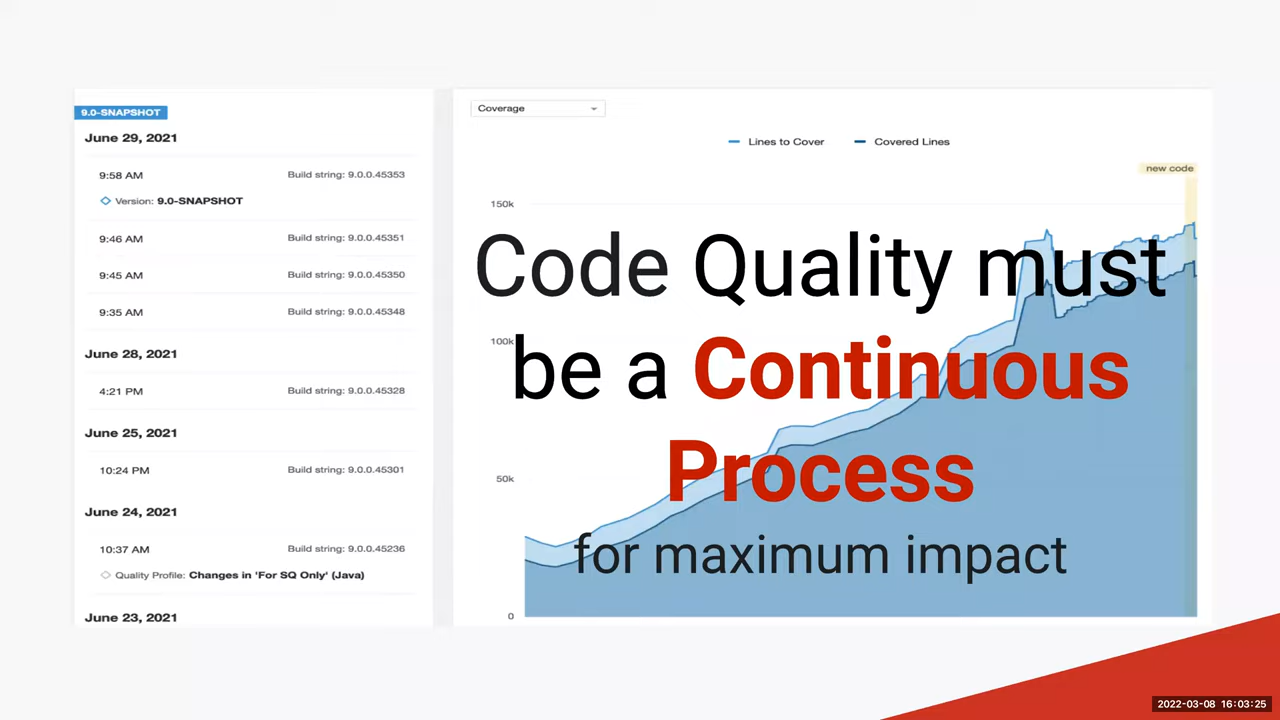 9.0-SNAPSHOT
June 29, 2021
9:58 AM Build string: 9.0.0.45353
Version: 9.0-SNAPSHOT
9:46 AM Build string: 9.0.0.45351
9:45 AM Build string: 9.0.0.45350
9:35 AM Build string: 9.0.0.45348
June 28, 2021
4:21 PM Build string: 9.0.0.45328
June 25, 2021
10:24 PM Build string: 9.0.0.45301
June 24, 2021
10:37 AM Build string: 9.0.0.45236
Quality Profile: Changes in 'For SQ Only' (Java)
June 23, 2021
Coverage
Lines to Cover Covered Lines
new code
150k
100k
50k
0
Code Quality must
be a Continuous
Process
for maximum impact
2022-03-08 16:03:25